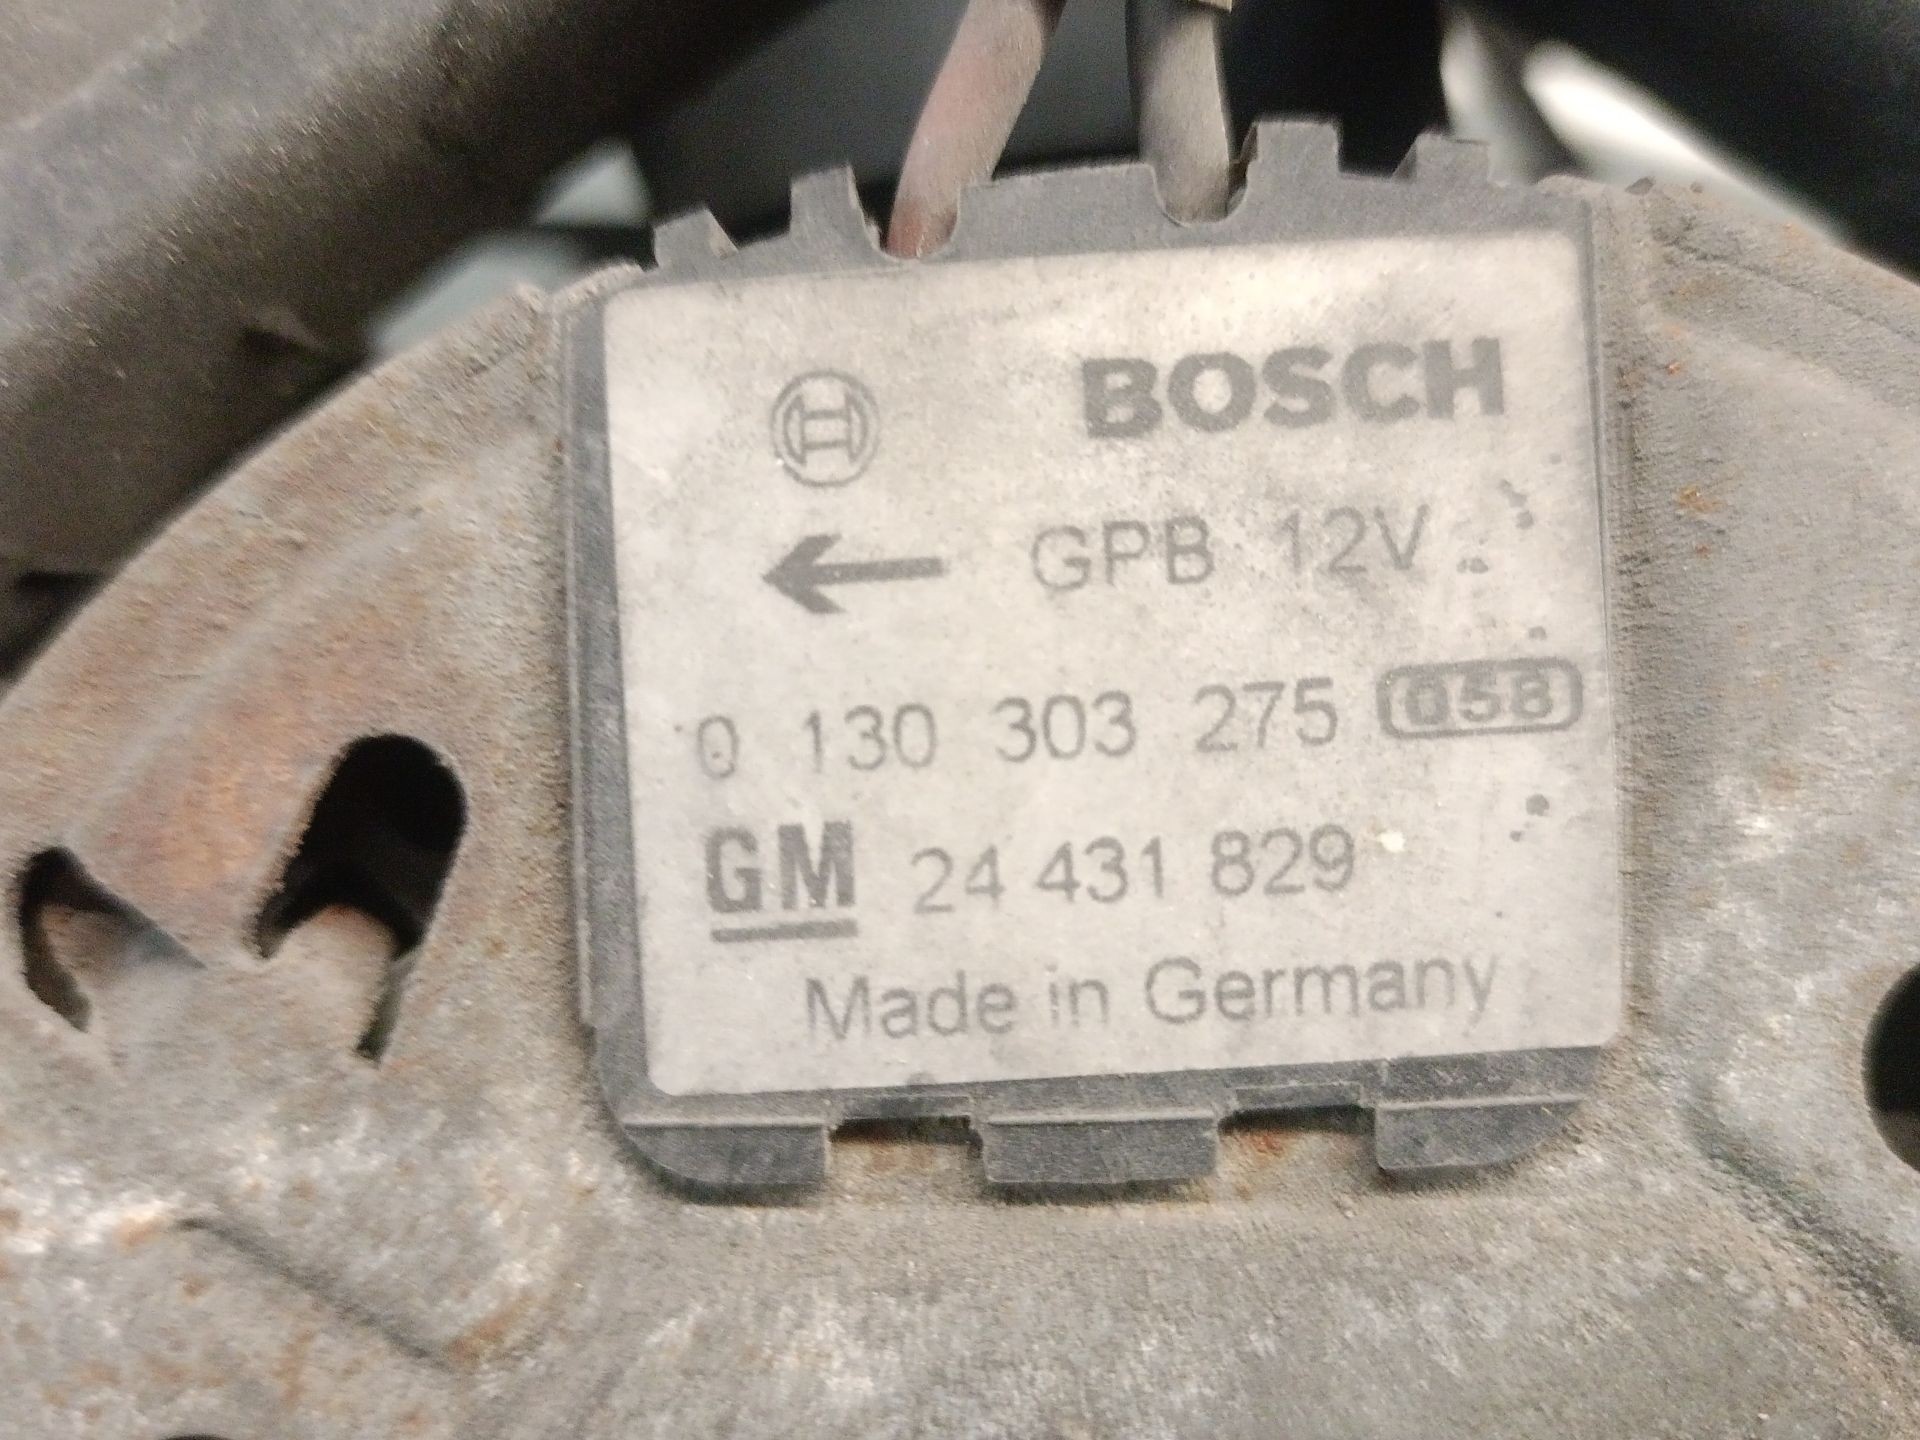 BOSCH
GPB 12V
0 130 303 275 058
GM 24 431 829
Made in Germany